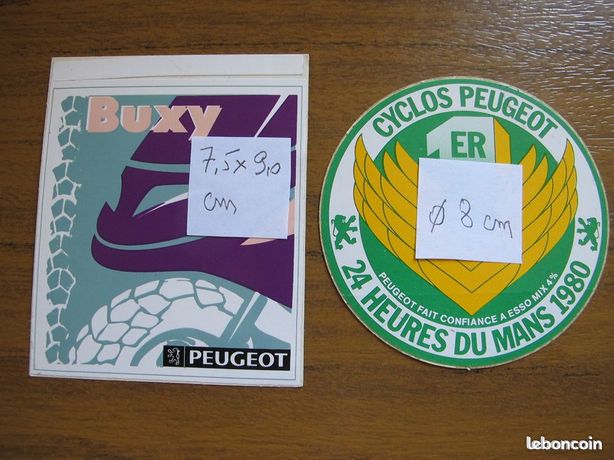 Buxy
7,5 x 9,0
cm
PEUGEOT
CYCLOS PEUGEOT
1ER
ø 8 cm
PEUGEOT FAIT CONFIANCE A ESSO MIX 4%
24 HEURES DU MANS 1980
leboncoin